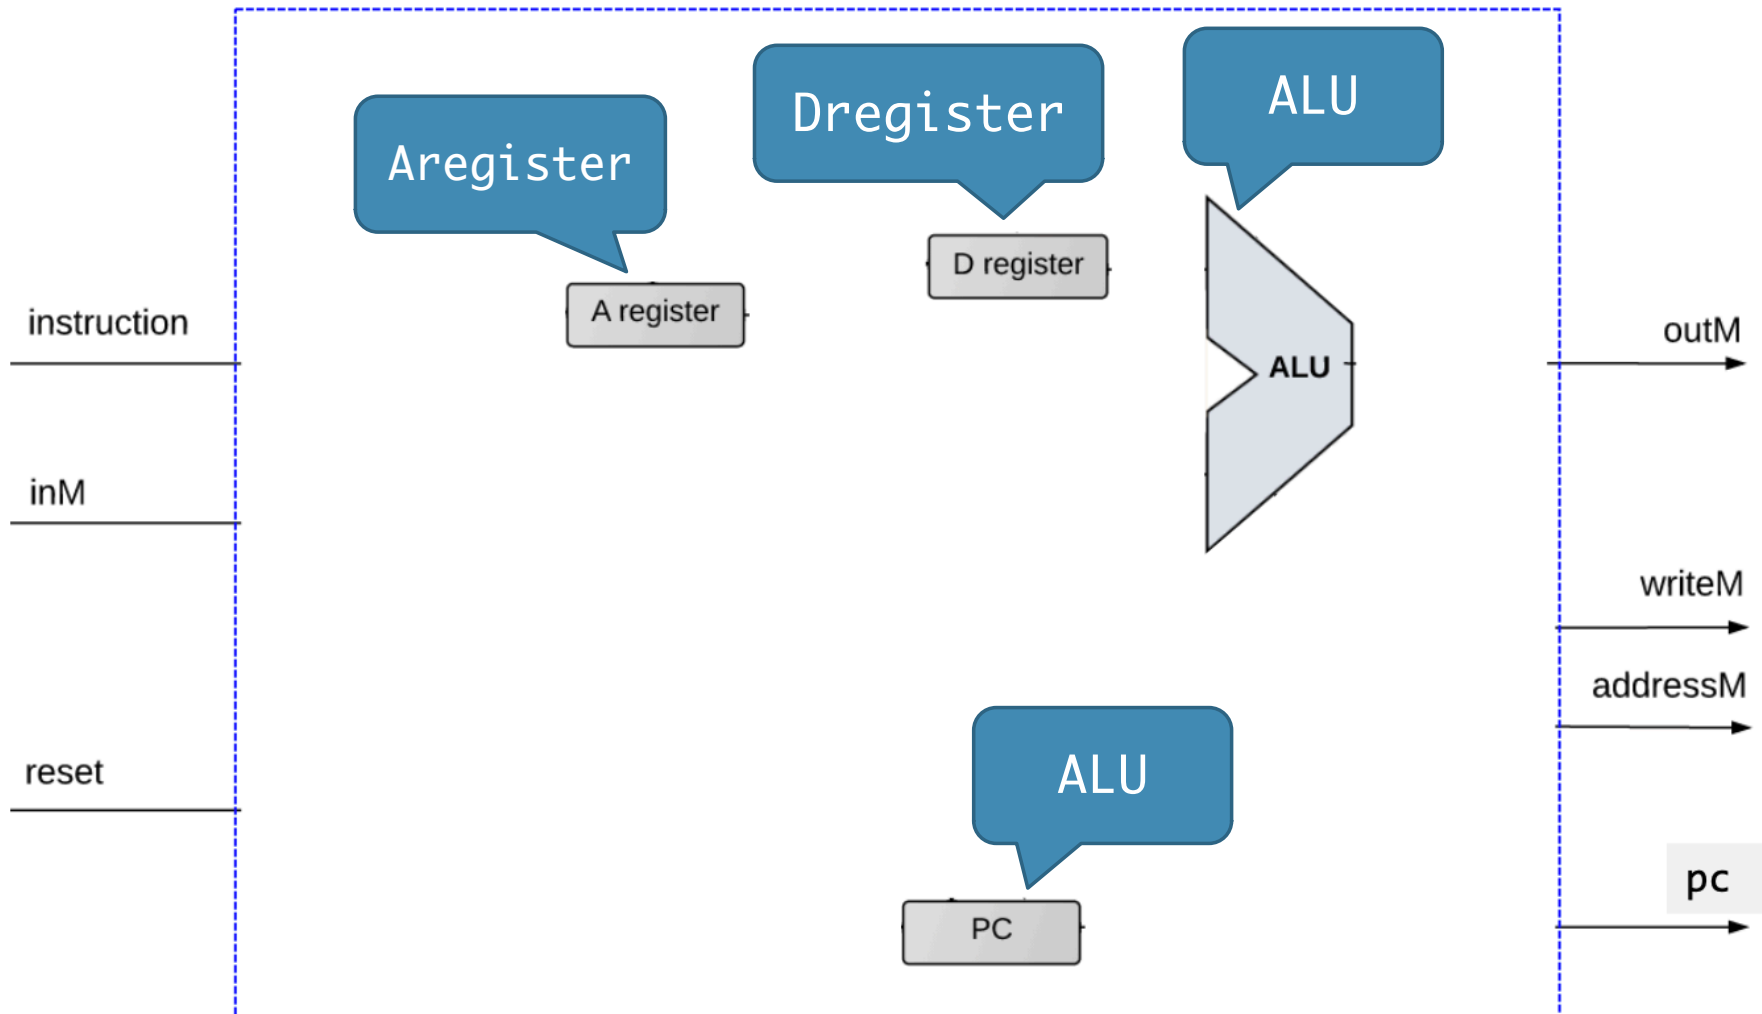 ALU
Dregister
Aregister
D register
A register
instruction
outM
ALU
inM
writeM
addressM
ALU
reset
pc
PC